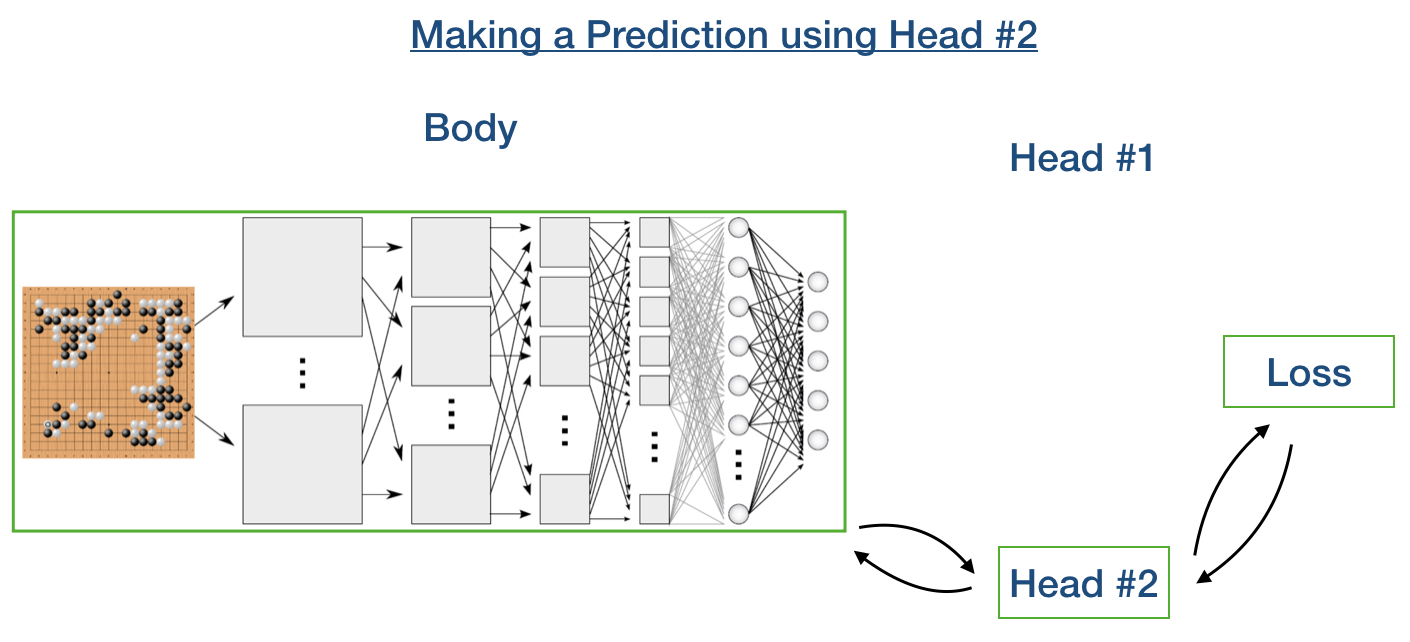 Making a Prediction using Head #2
Body
Head #1
Loss
Head #2